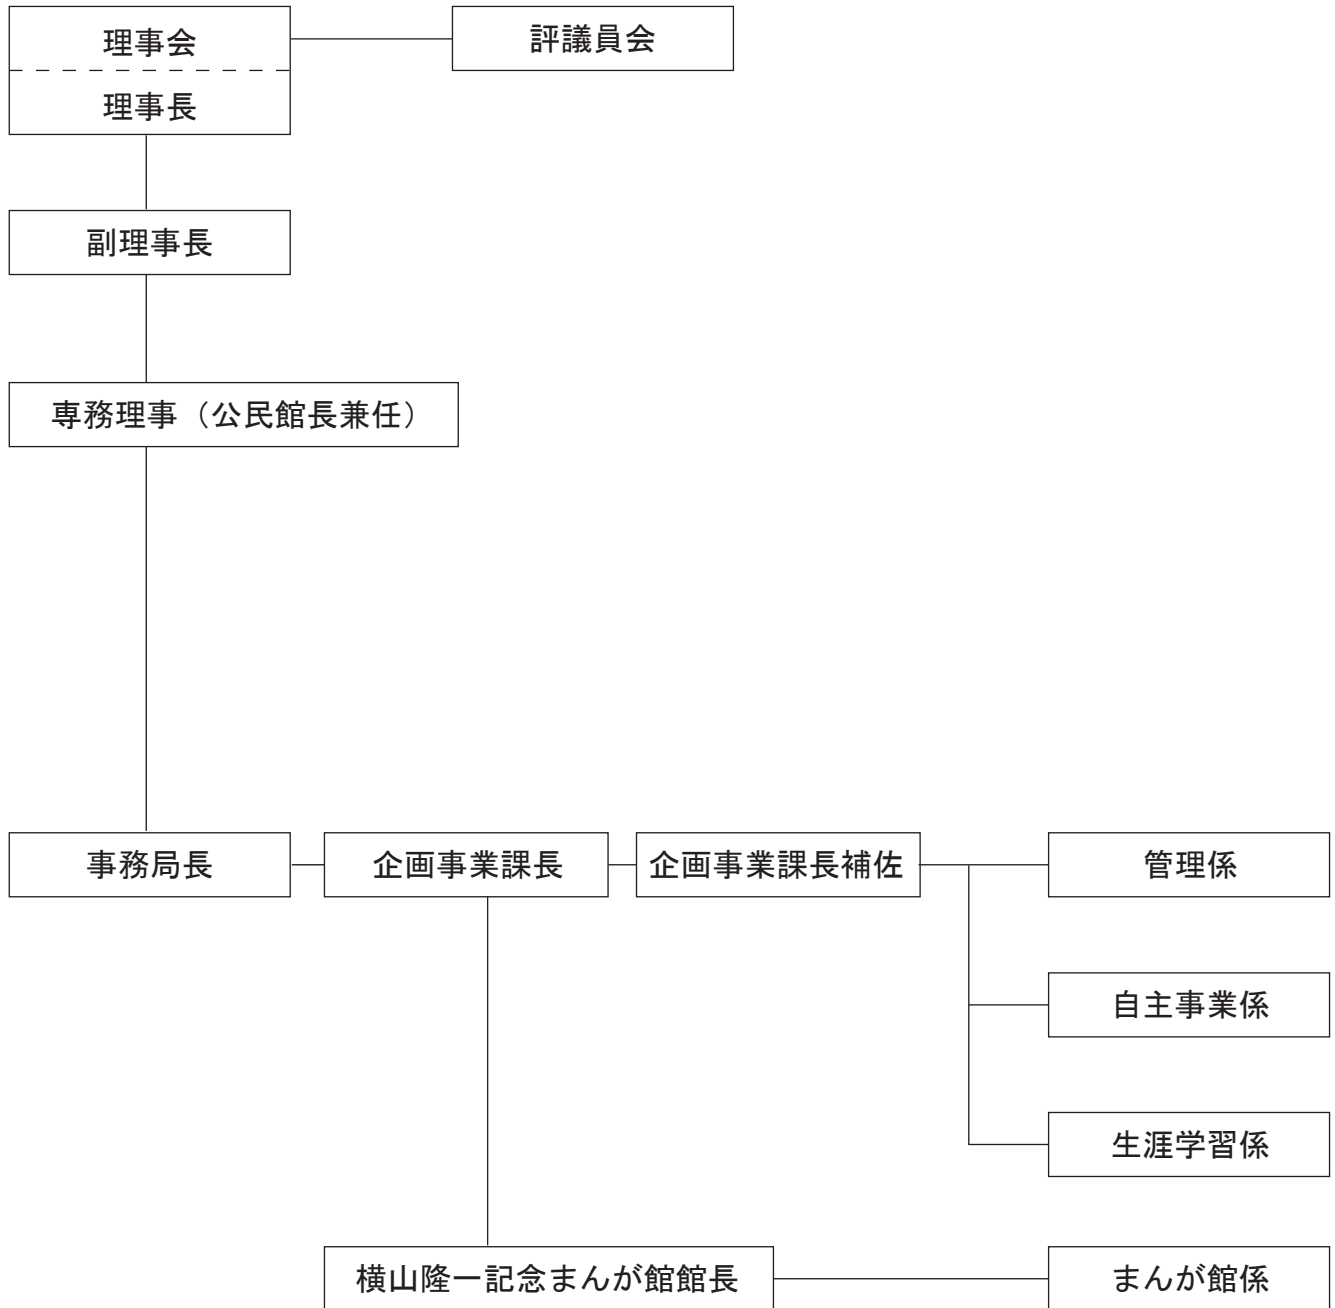 理事会
評議員会
理事長
副理事長
専務理事（公民館長兼任）
事務局長
企画事業課長
企画事業課長補佐
管理係
自主事業係
生涯学習係
横山隆一記念まんが館館長
まんが館係